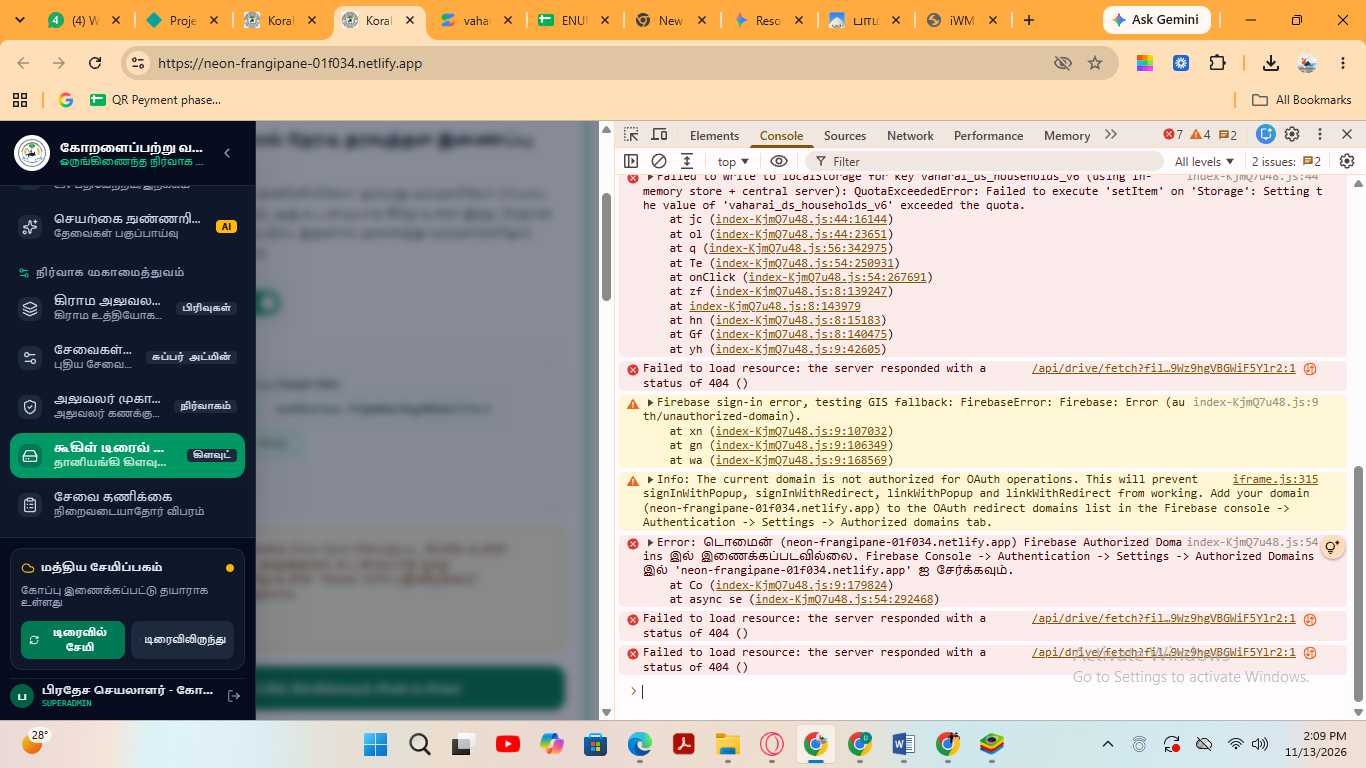 4
(4) W
Proje
Koral
Koral
vahar
ENUI
New
Reso
யாப
iWM
Ask Gemini
https://neon-frangipane-01f034.netlify.app
QR Peyment phase...
All Bookmarks
கோறளைப்பற்று வ...
ஒருங்கிணைந்த நிர்வாக ...
செயற்கை நுண்ணறி...
தேவைகள் பகுப்பாய்வு
AI
நிர்வாக முகாமைத்துவம்
கிராம அலுவல...
கிராம உத்தியோக...
பிரிவுகள்
சேவைகள்...
புதிய சேவை...
சுப்பர் அட்மின்
அலுவலர் முகா...
அலுவலர் கணக்கு...
நிர்வாகம்
கூகிள் டிரைவ் ...
தானியங்கி கிளவு...
கிளவுட்
சேவை தணிக்கை
நிறைவடையாதோர் விபரம்
மத்திய சேமிப்பகம்
கோப்பு இணைக்கப்பட்டு தயாராக
உள்ளது
டிரைவில்
சேமி
டிரைவிலிருந்து
ப
பிரதேச செயலாளர் - கோ...
SUPERADMIN
Elements
Console
Sources
Network
Performance
Memory
7
4
2
top
Filter
All levels
2 issues:
2
Failed to write to localStorage for key vaharai_ds_households_v6 (using in- index-KjmQ7u48.js:44
memory store + central server): QuotaExceededError: Failed to execute 'setItem' on 'Storage': Setting t
he value of 'vaharai_ds_households_v6' exceeded the quota.
at jc (index-KjmQ7u48.js:44:16144)
at ol (index-KjmQ7u48.js:44:23651)
at q (index-KjmQ7u48.js:56:342975)
at Te (index-KjmQ7u48.js:54:250931)
at onClick (index-KjmQ7u48.js:54:267691)
at zf (index-KjmQ7u48.js:8:139247)
at index-KjmQ7u48.js:8:143979
at hn (index-KjmQ7u48.js:8:15183)
at Gf (index-KjmQ7u48.js:8:140475)
at yh (index-KjmQ7u48.js:9:42605)
Failed to load resource: the server responded with a /api/drive/fetch?fil…9Wz9hgVBGWiF5Ylr2:1
status of 404 ()
Firebase sign-in error, testing GIS fallback: FirebaseError: Firebase: Error (au index-KjmQ7u48.js:9
th/unauthorized-domain).
at xn (index-KjmQ7u48.js:9:107032)
at gn (index-KjmQ7u48.js:9:106349)
at wa (index-KjmQ7u48.js:9:168569)
Info: The current domain is not authorized for OAuth operations. This will prevent iframe.js:315
signInWithPopup, signInWithRedirect, linkWithPopup and linkWithRedirect from working. Add your domain
(neon-frangipane-01f034.netlify.app) to the OAuth redirect domains list in the Firebase console ->
Authentication -> Settings -> Authorized domains tab.
Error: டொமைன் (neon-frangipane-01f034.netlify.app) Firebase Authorized Doma index-KjmQ7u48.js:54
ins இல் இணைக்கப்படவில்லை. Firebase Console -> Authentication -> Settings -> Authorized Domains
இல் 'neon-frangipane-01f034.netlify.app' ஐ சேர்க்கவும்.
at Co (index-KjmQ7u48.js:9:179824)
at async se (index-KjmQ7u48.js:54:292468)
Failed to load resource: the server responded with a /api/drive/fetch?fil…9Wz9hgVBGWiF5Ylr2:1
status of 404 ()
Failed to load resource: the server responded with a /api/drive/fetch?fil…9Wz9hgVBGWiF5Ylr2:1
status of 404 ()
Activate Windows
Go to Settings to activate Windows.
28°
2:09 PM
11/13/2026